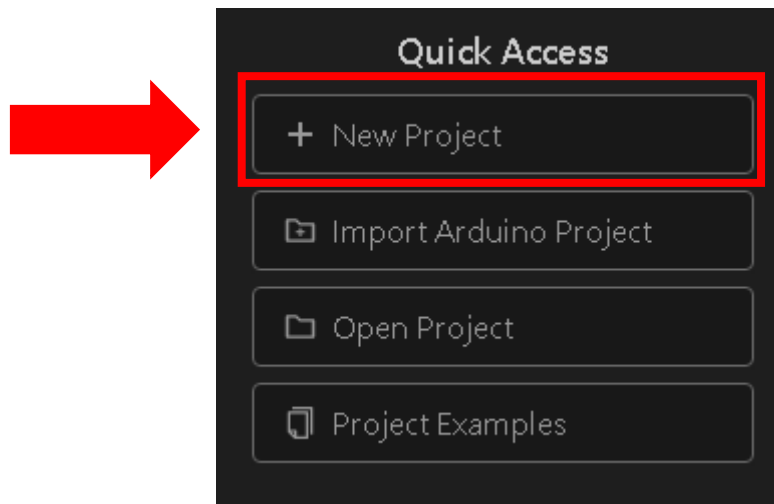 Quick Access
New Project
Import Arduino Project
Open Project
Project Examples